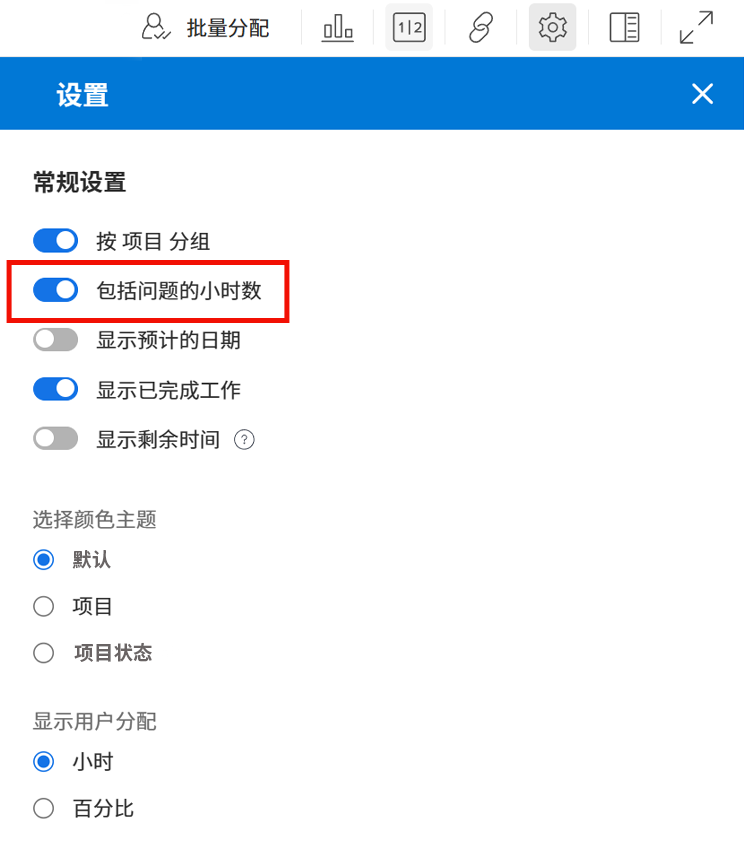 批量分配
1|2
设置
常规设置
按 项目 分组
包括问题的小时数
显示预计的日期
显示已完成工作
显示剩余时间 ?
选择颜色主题
默认
项目
项目状态
显示用户分配
小时
百分比